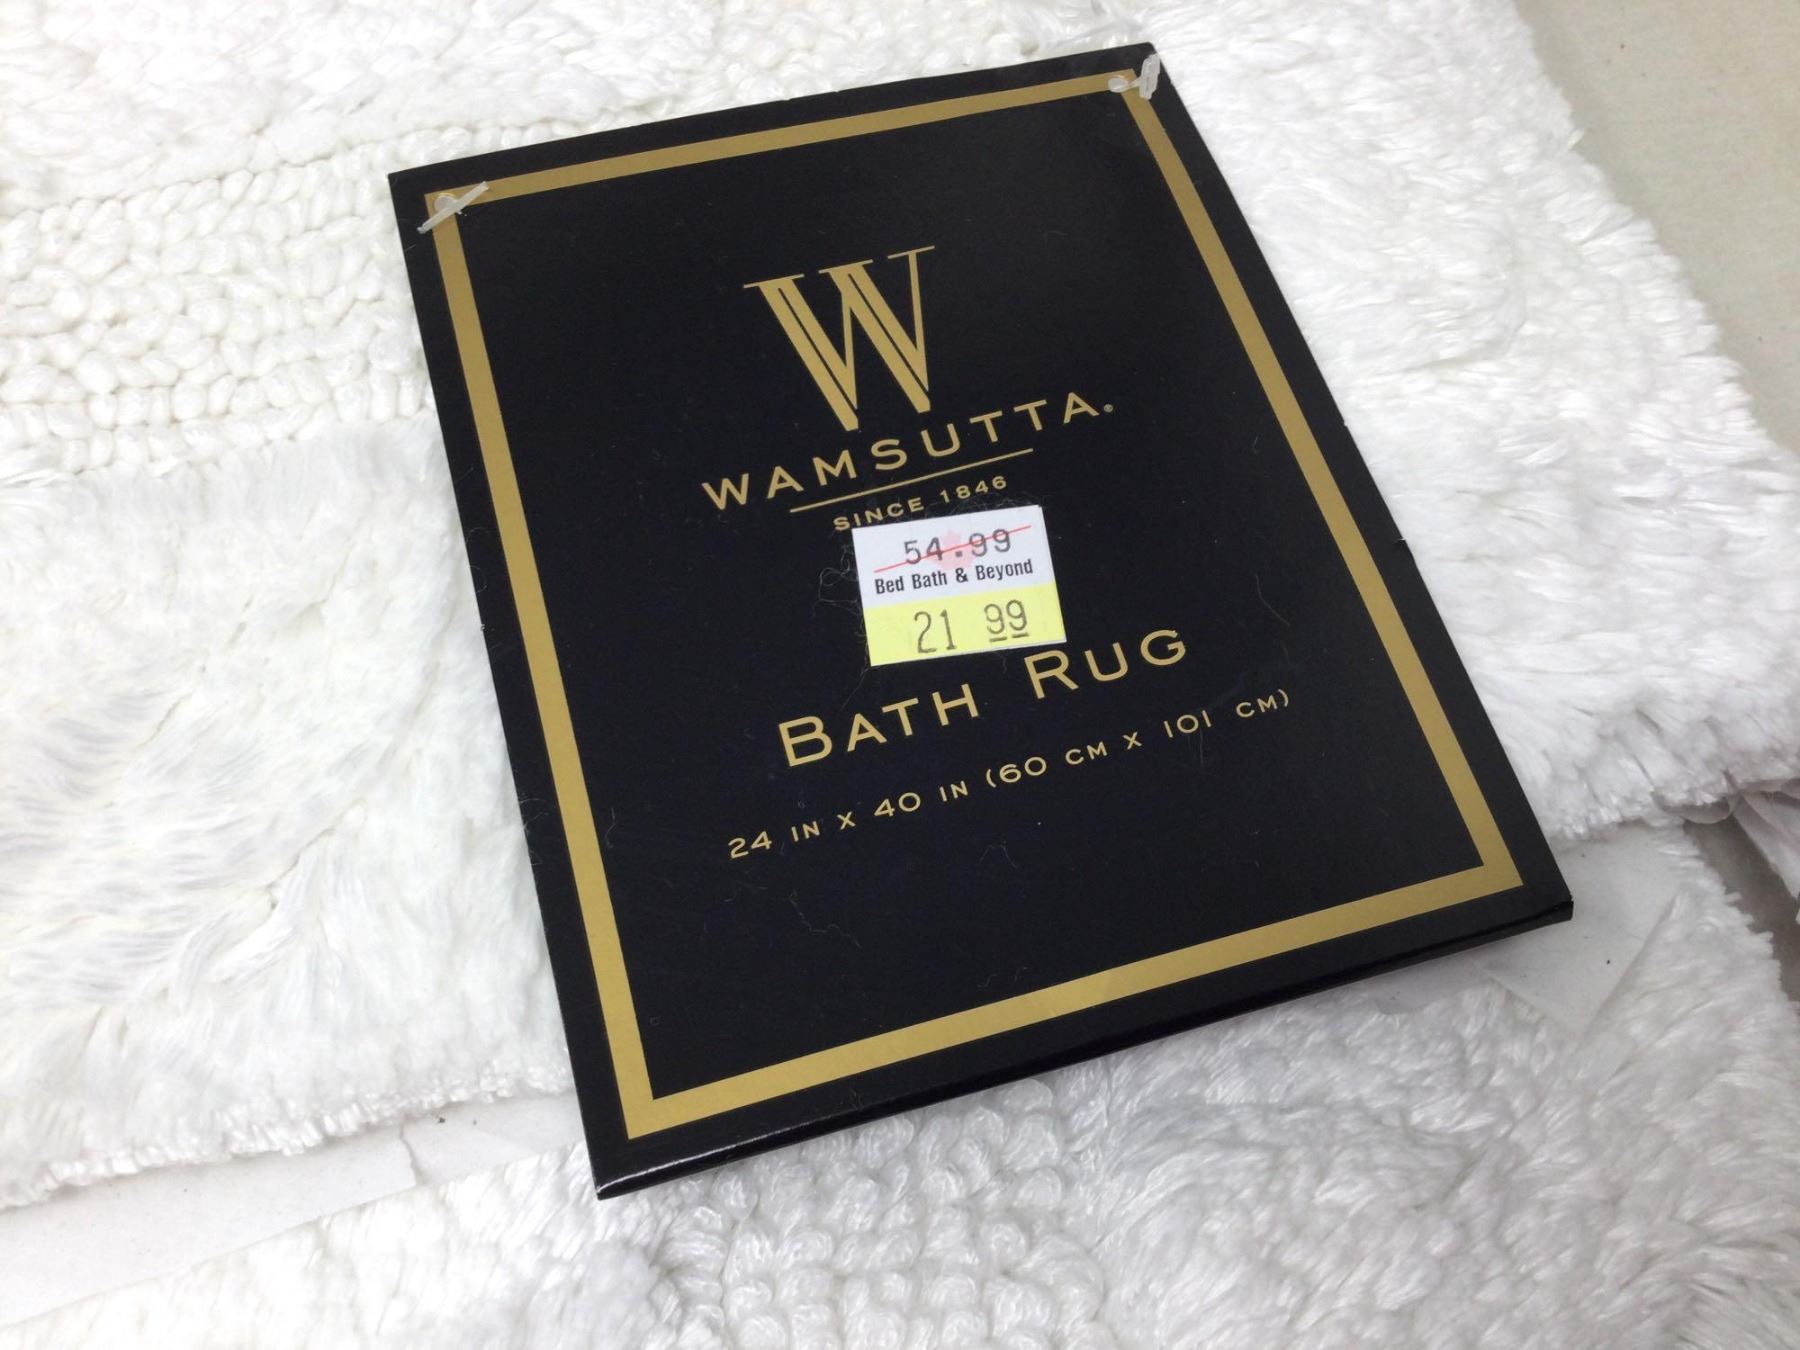 W
WAMSUTTA®
SINCE 1846
54.99
Bed Bath & Beyond
21 99
BATH RUG
24 IN X 40 IN (60 CM X 101 CM)